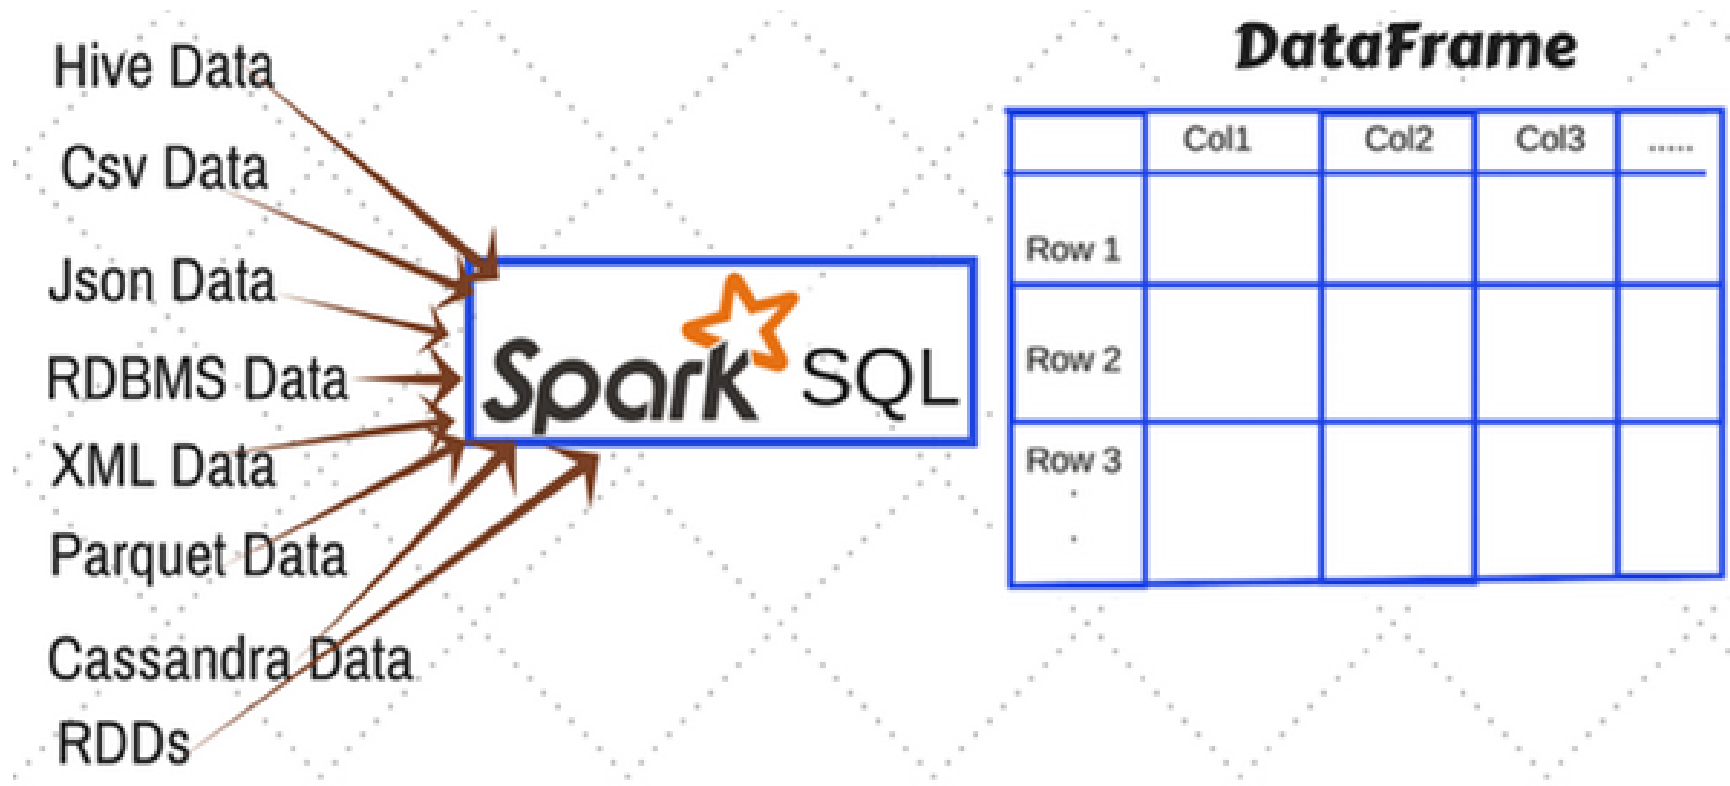 Hive Data
Csv Data
Json Data
RDBMS Data
XML Data
Parquet Data
Cassandra Data
RDDs
Spark SQL
DataFrame
Col1 Col2 Col3 .....
Row 1
Row 2
Row 3
.
.